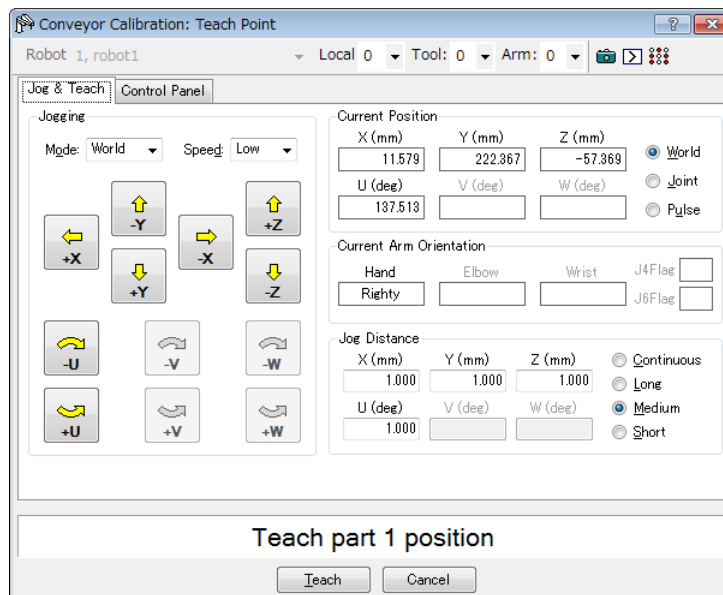 Conveyor Calibration: Teach Point
Robot 1, robot1 Local 0 Tool: 0 Arm: 0
Jog & Teach Control Panel
Jogging
Mode: World Speed: Low
-Y
+Z
+X
-X
+Y
-Z
-U -V -W
+U +V +W
Current Position
X (mm) Y (mm) Z (mm)
11.579 222.367 -57.369
U (deg) V (deg) W (deg)
137.513
World
Joint
Pulse
Current Arm Orientation
Hand Elbow Wrist J4Flag
Righty J6Flag
Jog Distance
X (mm) Y (mm) Z (mm)
1.000 1.000 1.000
U (deg) V (deg) W (deg)
1.000
Continuous
Long
Medium
Short
Teach part 1 position
Teach Cancel